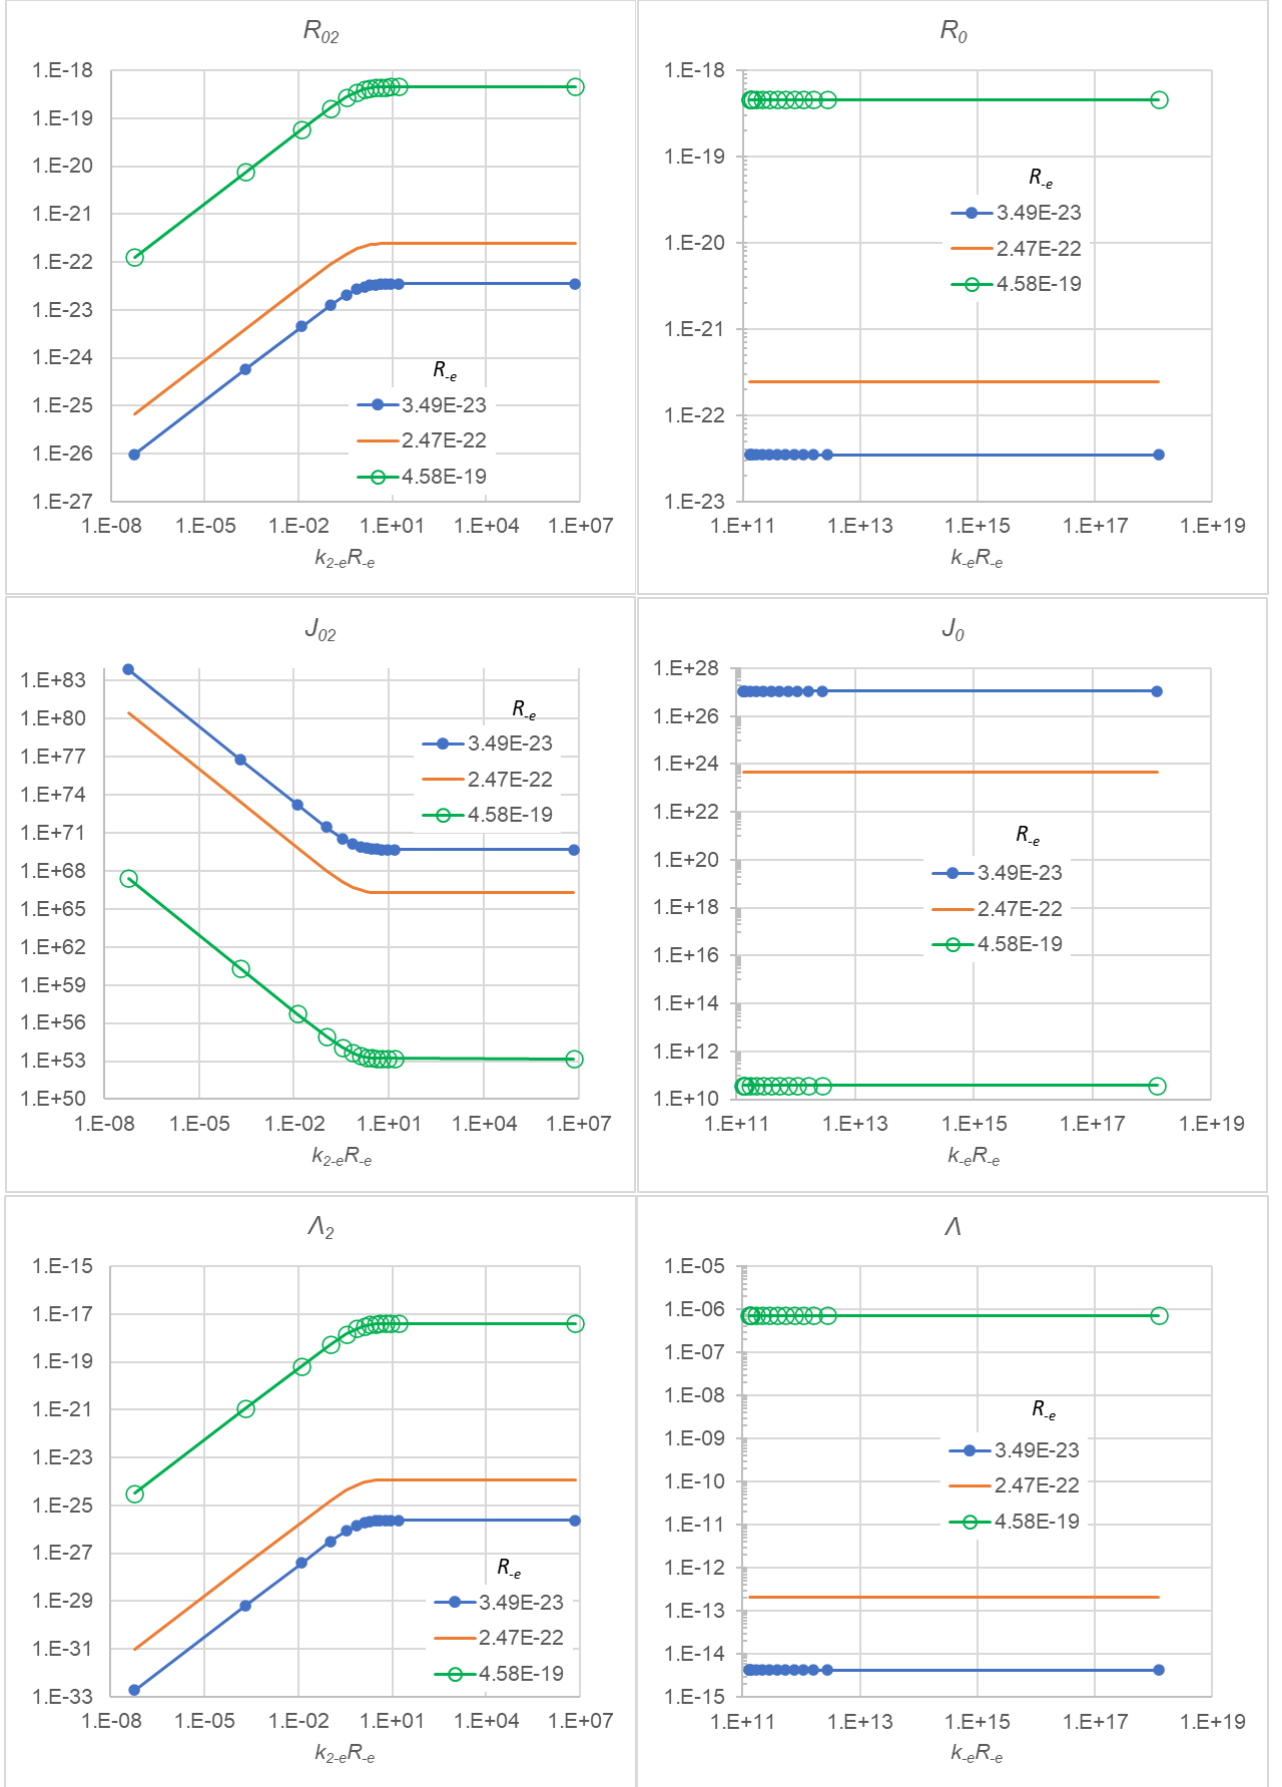 R02
1.E-18
1.E-19
1.E-20
1.E-21
1.E-22
1.E-23
1.E-24
1.E-25
1.E-26
1.E-27
R-e
3.49E-23
2.47E-22
4.58E-19
1.E-08 1.E-05 1.E-02 1.E+01 1.E+04 1.E+07
k2-eR-e
R0
1.E-18
1.E-19
1.E-20
1.E-21
1.E-22
1.E-23
R-e
3.49E-23
2.47E-22
4.58E-19
1.E+11 1.E+13 1.E+15 1.E+17 1.E+19
k-eR-e
J02
1.E+83
1.E+80
1.E+77
1.E+74
1.E+71
1.E+68
1.E+65
1.E+62
1.E+59
1.E+56
1.E+53
1.E+50
R-e
3.49E-23
2.47E-22
4.58E-19
1.E-08 1.E-05 1.E-02 1.E+01 1.E+04 1.E+07
k2-eR-e
J0
1.E+28
1.E+26
1.E+24
1.E+22
1.E+20
1.E+18
1.E+16
1.E+14
1.E+12
1.E+10
R-e
3.49E-23
2.47E-22
4.58E-19
1.E+11 1.E+13 1.E+15 1.E+17 1.E+19
k-eR-e
Λ2
1.E-15
1.E-17
1.E-19
1.E-21
1.E-23
1.E-25
1.E-27
1.E-29
1.E-31
1.E-33
R-e
3.49E-23
2.47E-22
4.58E-19
1.E-08 1.E-05 1.E-02 1.E+01 1.E+04 1.E+07
k2-eR-e
Λ
1.E-05
1.E-06
1.E-07
1.E-08
1.E-09
1.E-10
1.E-11
1.E-12
1.E-13
1.E-14
1.E-15
R-e
3.49E-23
2.47E-22
4.58E-19
1.E+11 1.E+13 1.E+15 1.E+17 1.E+19
k-eR-e